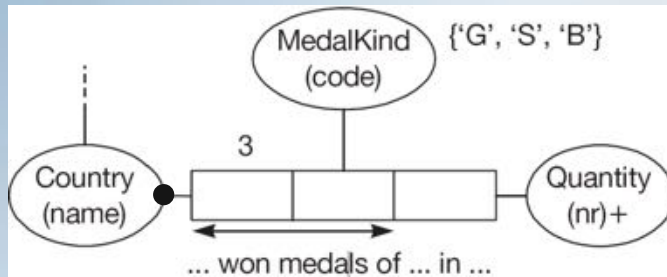 MedalKind
(code)
{‘G’, ‘S’, ‘B’}
3
Country
(name)
Quantity
(nr)+
... won medals of ... in ...